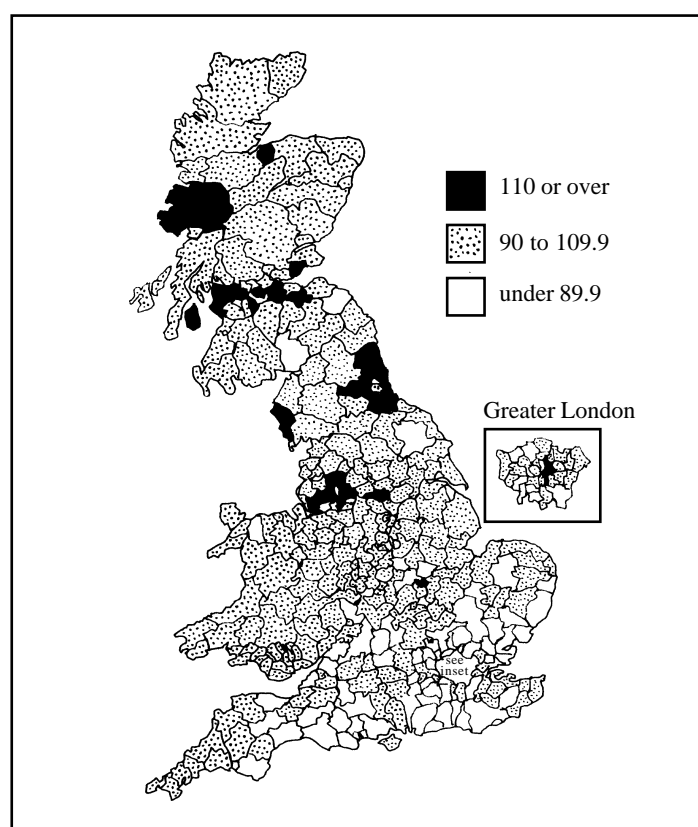 110 or over
90 to 109.9
under 89.9
Greater London
see
inset